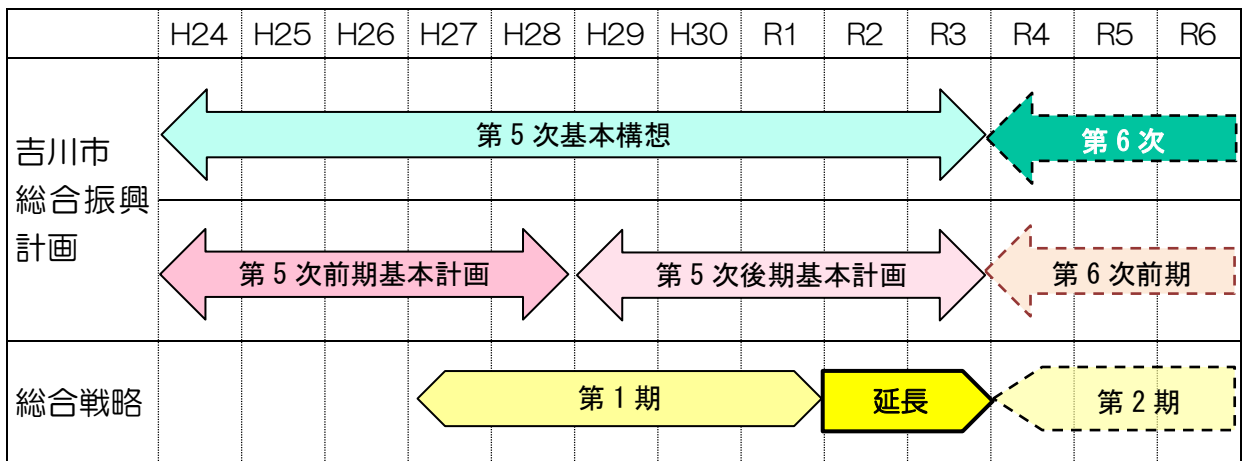 H24 H25 H26 H27 H28 H29 H30 R1 R2 R3 R4 R5 R6
吉川市
総合振興
計画
第5次基本構想
第6次
第5次前期基本計画
第5次後期基本計画
第6次前期
総合戦略
第1期
延長
第2期